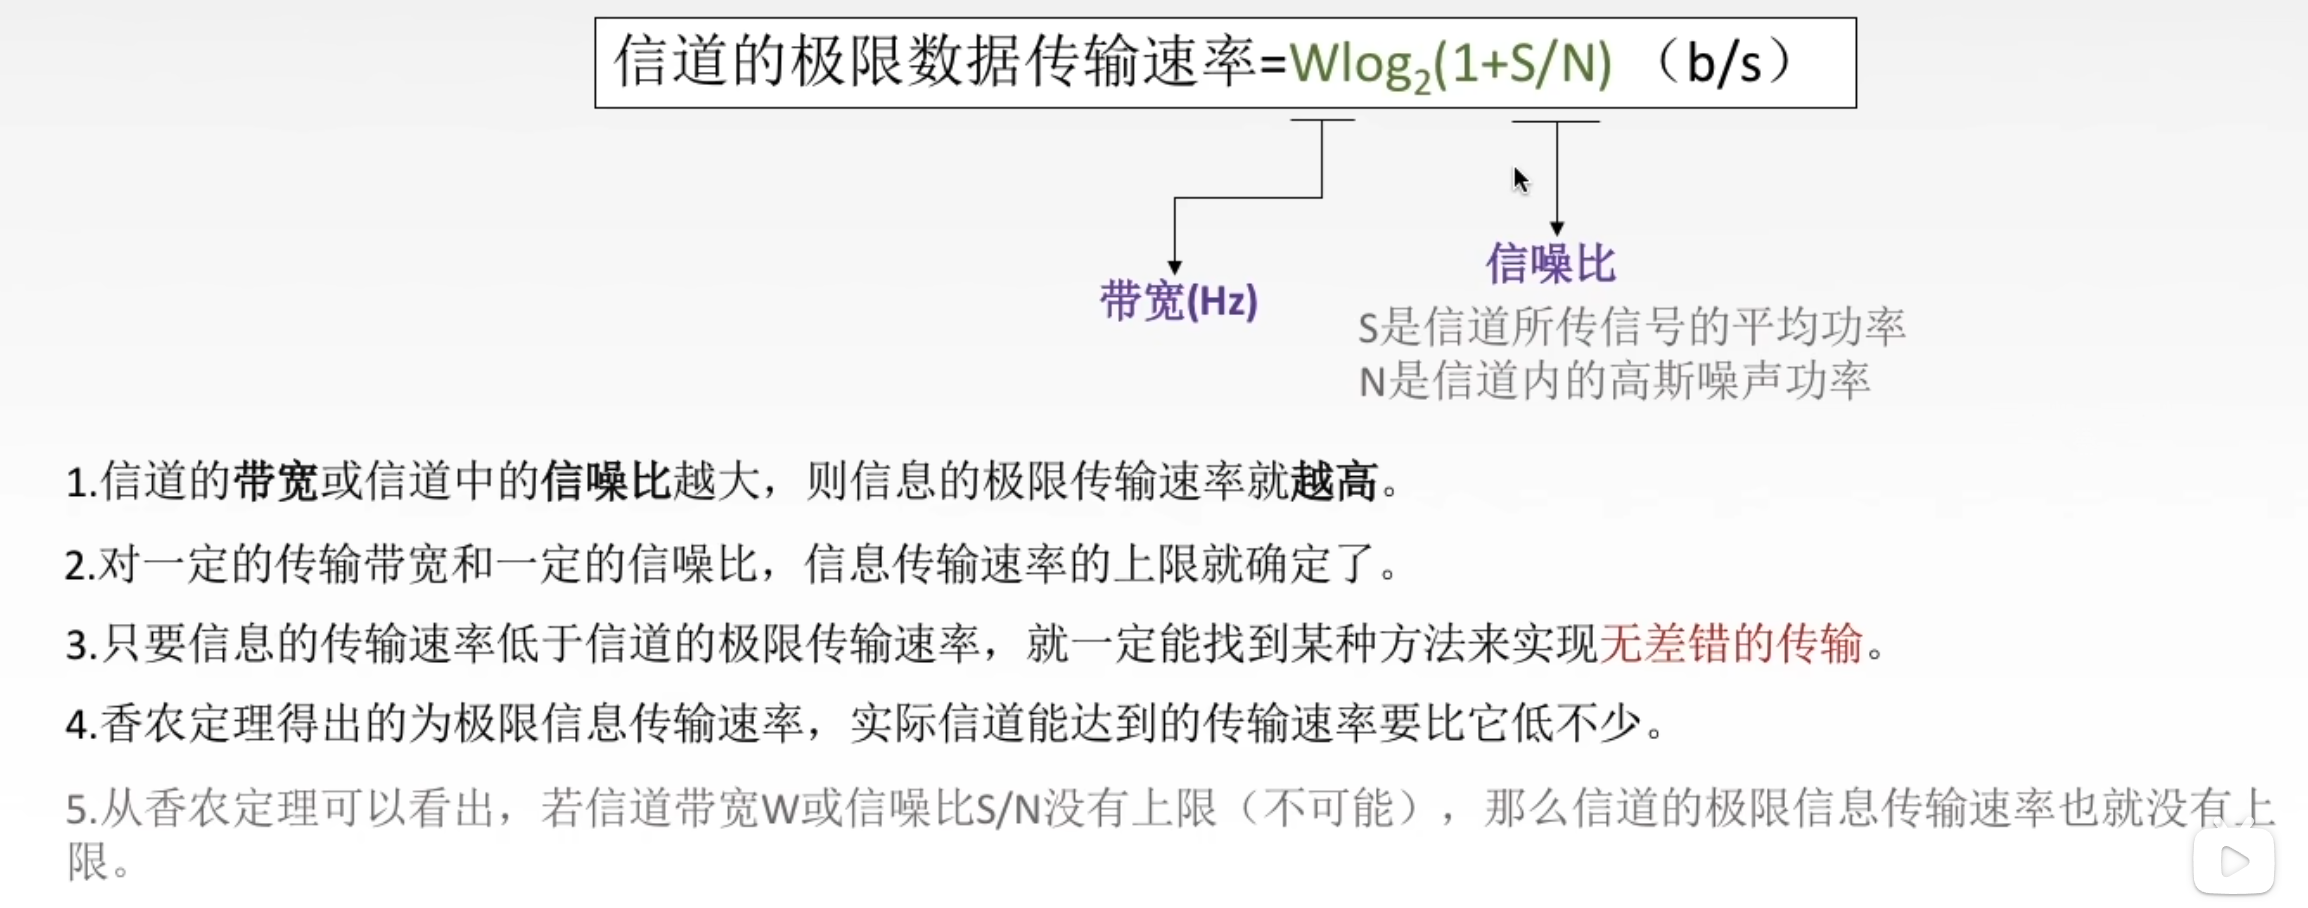 信道的极限数据传输速率=Wlog₂(1+S/N) （b/s）
带宽(Hz)
信噪比
S是信道所传信号的平均功率
N是信道内的高斯噪声功率
1.信道的带宽或信道中的信噪比越大，则信息的极限传输速率就越高。
2.对一定的传输带宽和一定的信噪比，信息传输速率的上限就确定了。
3.只要信息的传输速率低于信道的极限传输速率，就一定能找到某种方法来实现无差错的传输。
4.香农定理得出的为极限信息传输速率，实际信道能达到的传输速率要比它低不少。
5.从香农定理可以看出，若信道带宽W或信噪比S/N没有上限（不可能），那么信道的极限信息传输速率也就没有上
限。